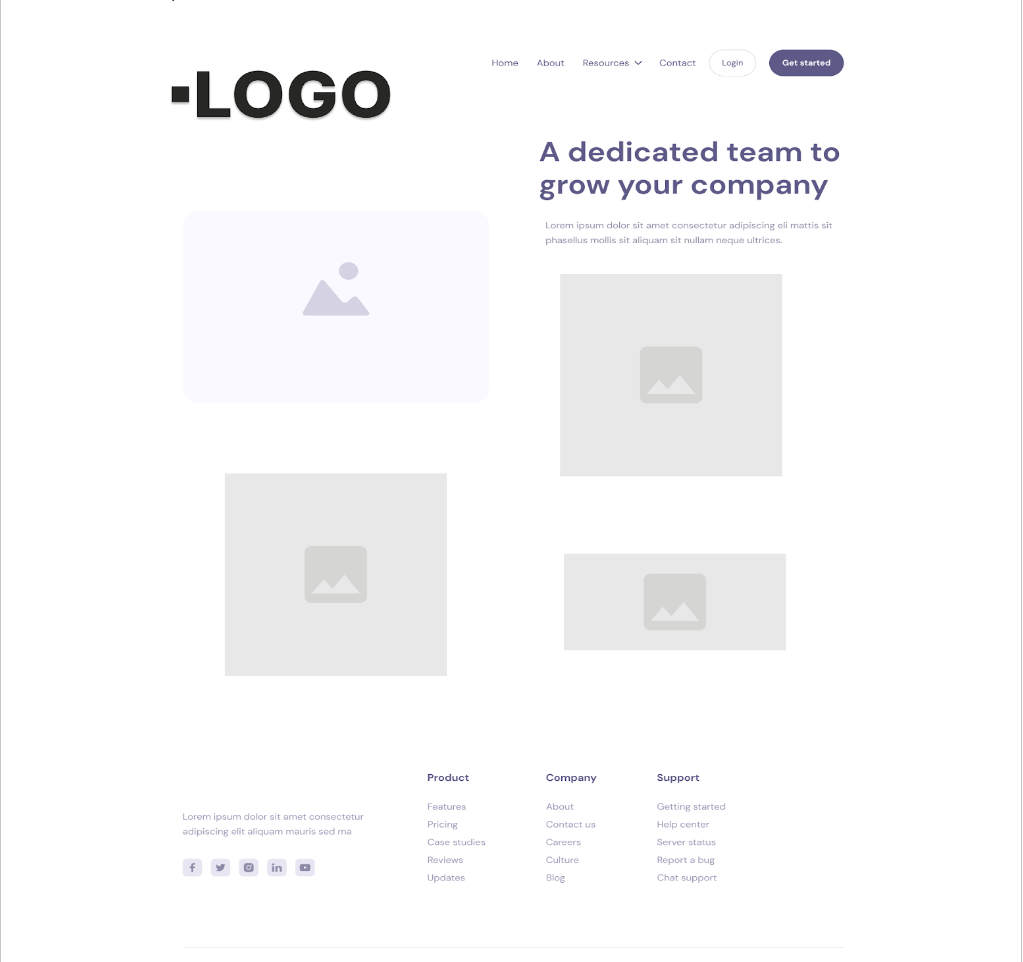 Home About Resources Contact Login Get started
LOGO
A dedicated team to
grow your company
Lorem ipsum dolor sit amet consectetur adipiscing eli mattis sit
phasellus mollis sit aliquam sit nullam neque ultrices.
Lorem ipsum dolor sit amet consectetur
adipiscing elit aliquam mauris sed ma
Product
Features
Pricing
Case studies
Reviews
Updates
Company
About
Contact us
Careers
Culture
Blog
Support
Getting started
Help center
Server status
Report a bug
Chat support